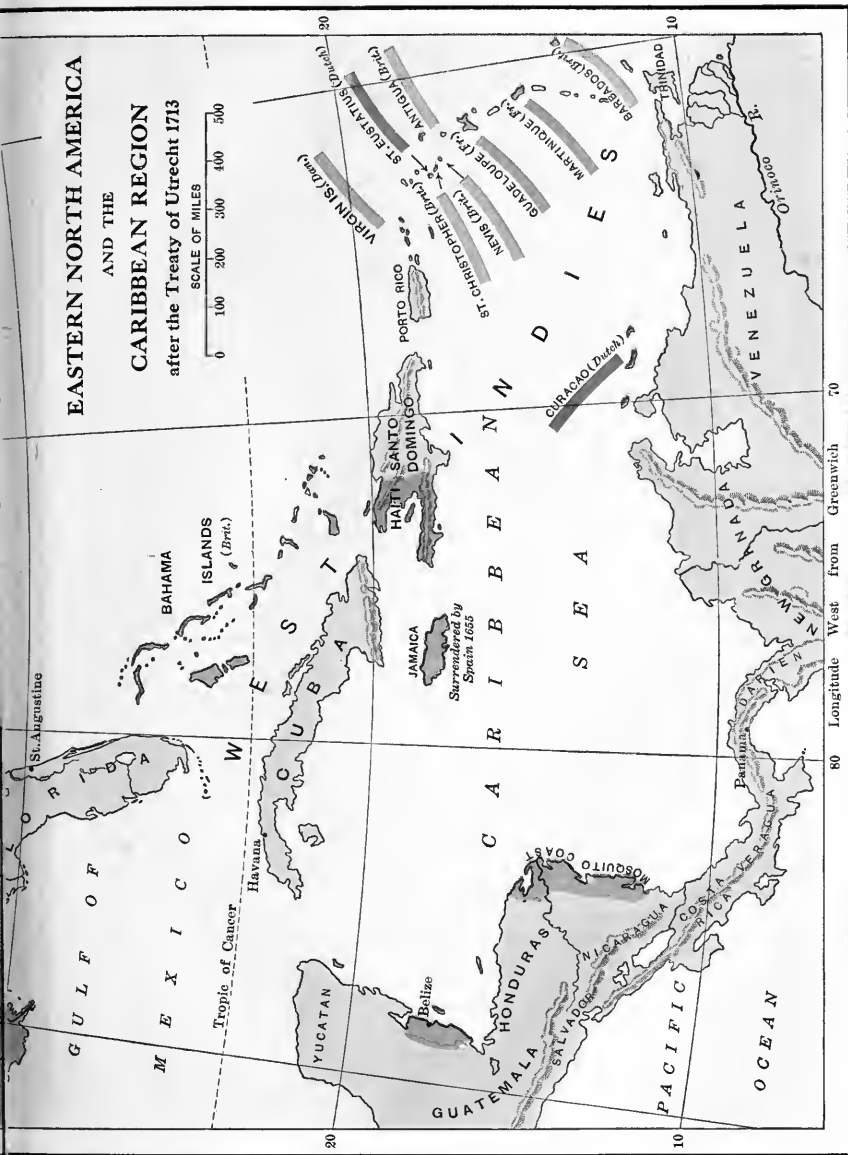 EASTERN NORTH AMERICA
AND THE
CARIBBEAN REGION
after the Treaty of Utrecht 1713
SCALE OF MILES
0 100 200 300 400 500
20
10
St. Augustine
ORIDA
GULF OF
MEXICO
Tropic of Cancer
Havana
BAHAMA
ISLANDS
(Brit.)
WEST INDIES
CUBA
JAMAICA
Surrendered by
Spain 1655
HAITI
SANTO
DOMINGO
PORTO RICO
VIRGIN IS. (Dan.)
ST. EUSTATIUS (Dutch)
ANTIGUA (Brit.)
ST. CHRISTOPHER (Brit.)
NEVIS (Brit.)
GUADELOUPE (Fr.)
MARTINIQUE (Fr.)
BARBADOS (Brit.)
TRINIDAD
CURACAO (Dutch)
CARIBBEAN
SEA
YUCATAN
Belize
GUATEMALA
HONDURAS
SALVADOR
NICARAGUA
MOSQUITO COAST
COSTA
RICA
VERAGUA
Panama
DARIEN
NEW GRANADA
VENEZUELA
Orinoco R.
PACIFIC
OCEAN
20
10
80
Longitude West from Greenwich
70